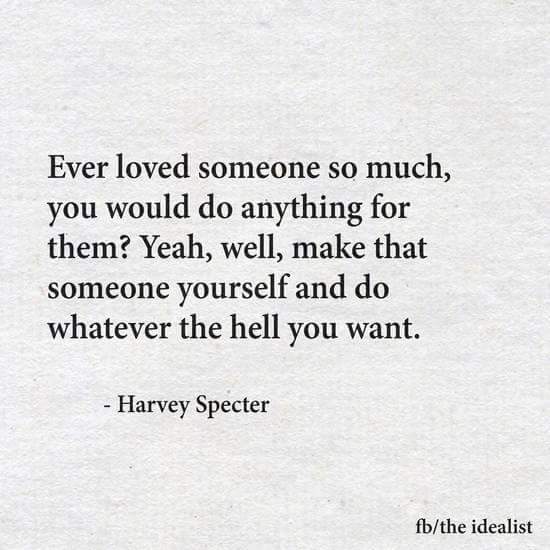 Ever loved someone so much,
you would do anything for
them? Yeah, well, make that
someone yourself and do
whatever the hell you want.
- Harvey Specter
fb/the idealist